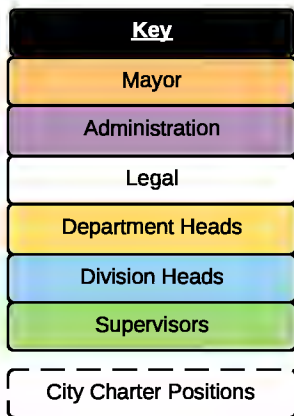 Key
Mayor
Administration
Legal
Department Heads
Division Heads
Supervisors
City Charter Positions